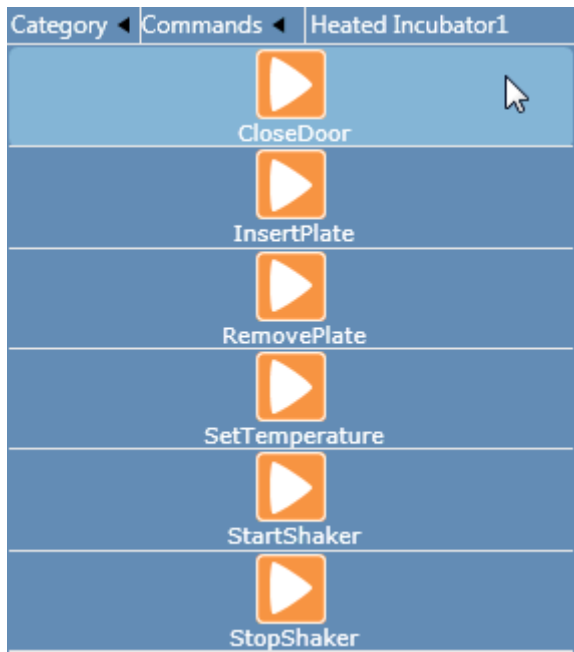 Category Commands Heated Incubator1
CloseDoor
InsertPlate
RemovePlate
SetTemperature
StartShaker
StopShaker